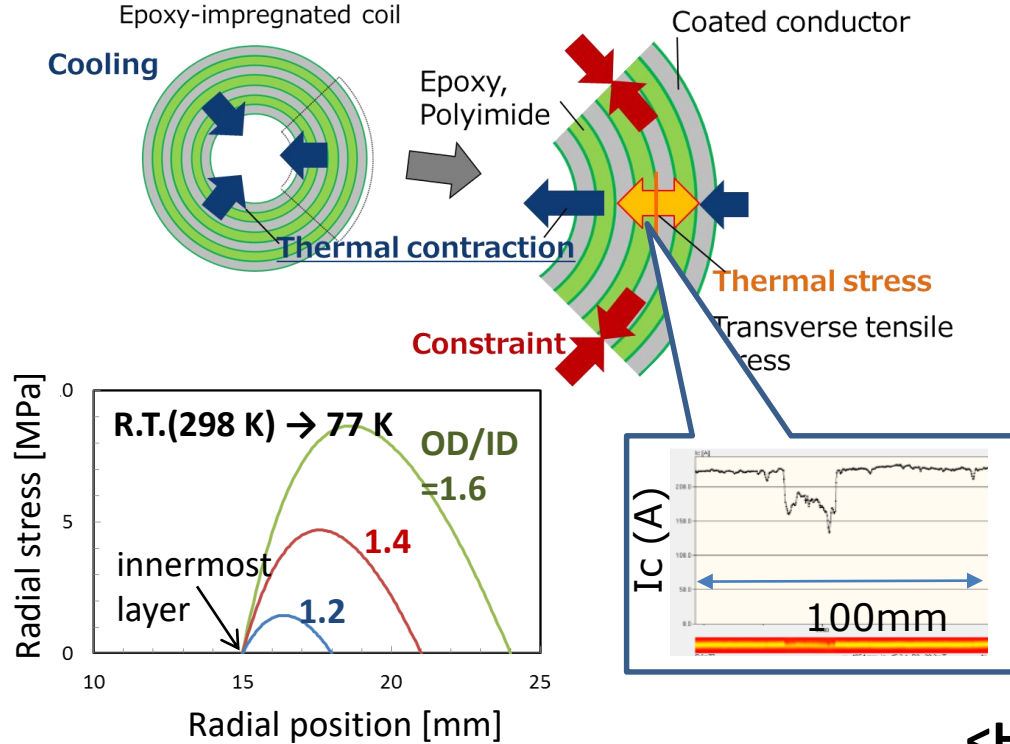 Epoxy-impregnated coil
Cooling
Thermal contraction
Coated conductor
Epoxy,
Polyimide
Constraint
Thermal stress
Transverse tensile
R.T.(298 K) → 77 K
OD/ID
=1.6
1.4
1.2
innermost
layer
Radial stress [MPa]
5
0
10
15
20
25
Radial position [mm]
Ic (A)
100mm